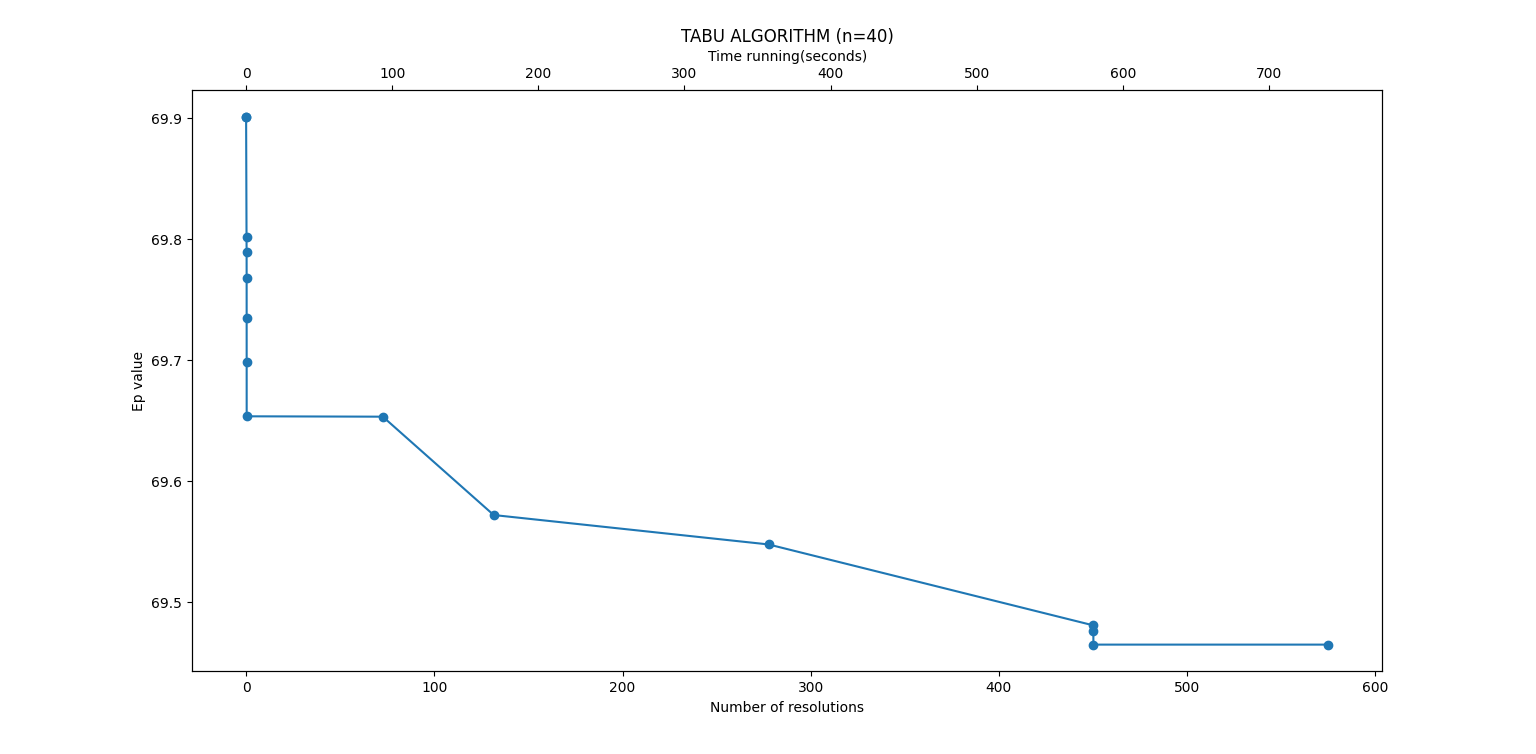 TABU ALGORITHM (n=40)
Time running(seconds)
0 100 200 300 400 500 600 700
69.9
69.8
69.7
69.6
69.5
Ep value
0 100 200 300 400 500 600
Number of resolutions